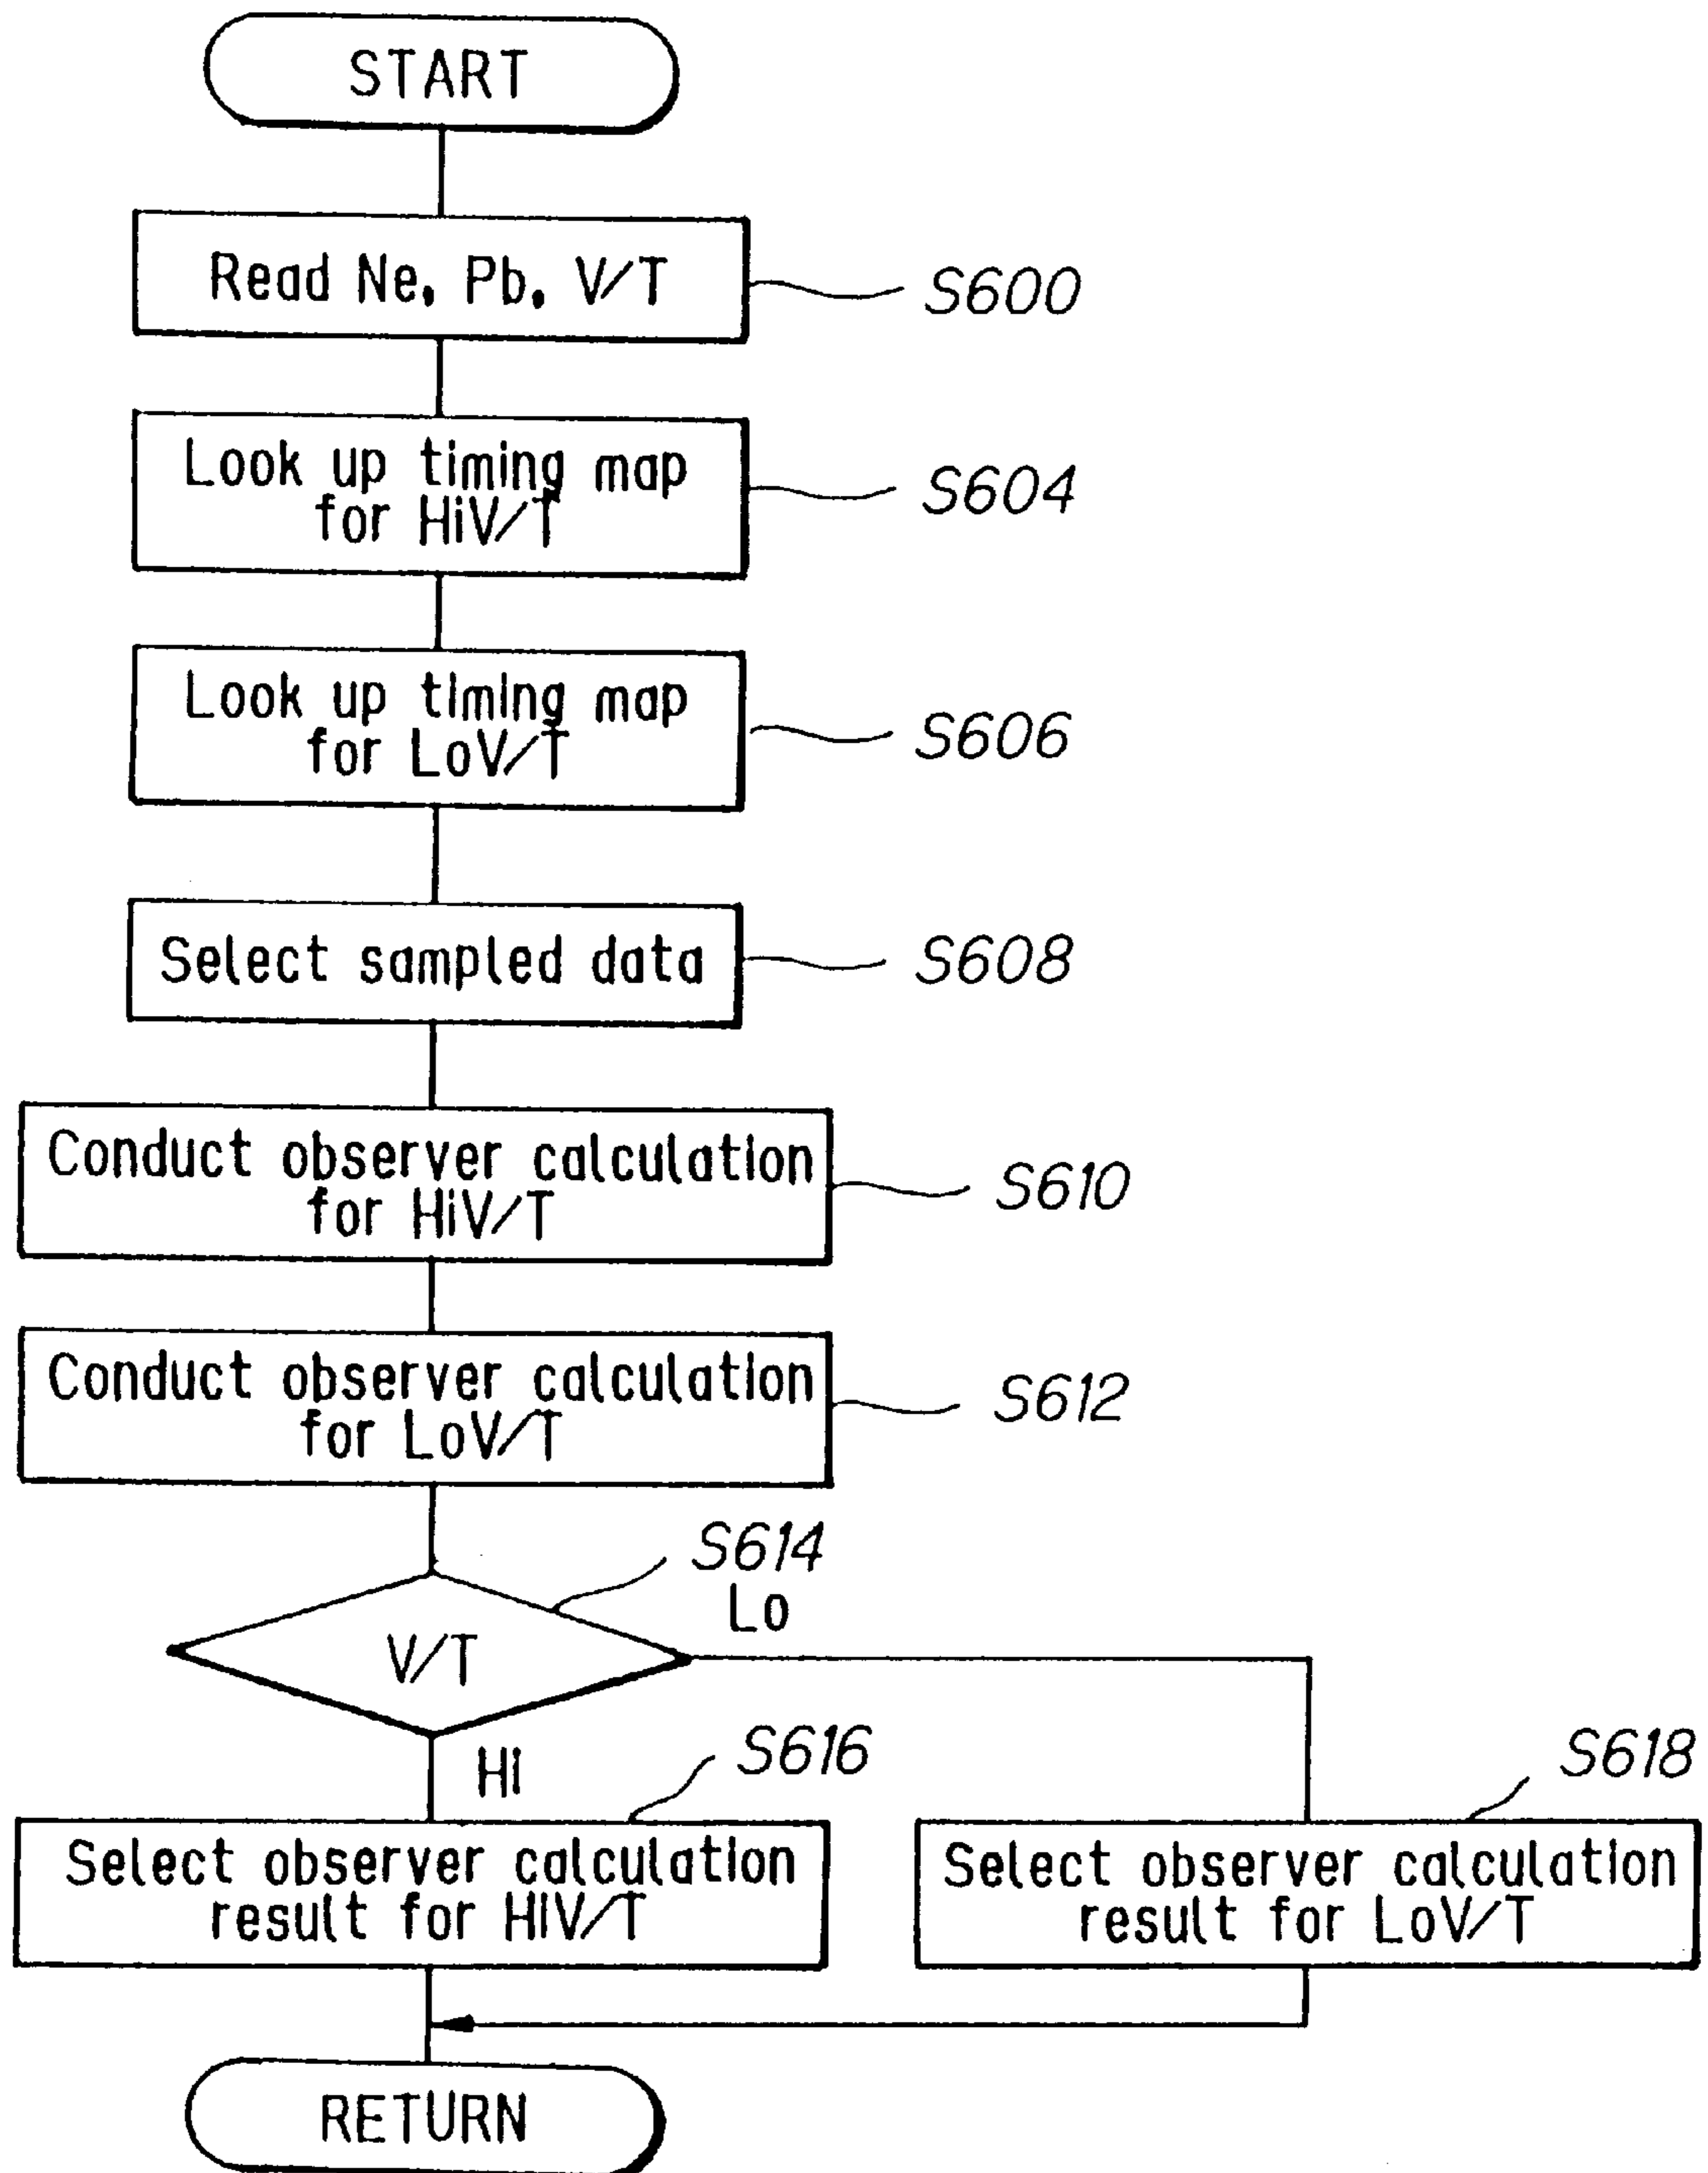 START
Read Ne, Pb, V/T
S600
Look up timing map
for HiV/T
S604
Look up timing map
for LoV/T
S606
Select sampled data
S608
Conduct observer calculation
for HiV/T
S610
Conduct observer calculation
for LoV/T
S612
S614
Lo
V/T
Hi
S616
S618
Select observer calculation
result for HiV/T
Select observer calculation
result for LoV/T
RETURN